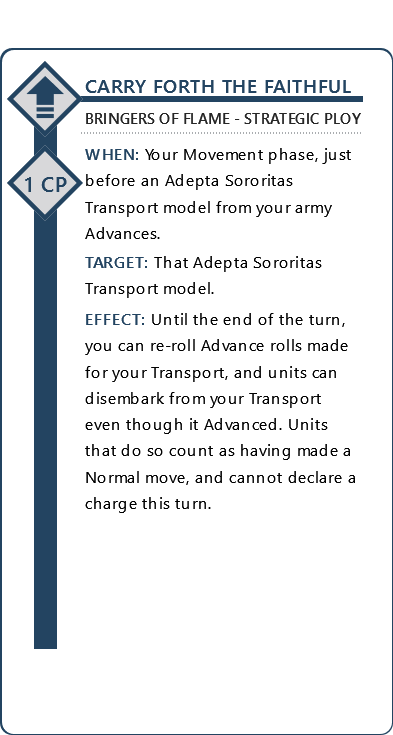 CARRY FORTH THE FAITHFUL
BRINGERS OF FLAME - STRATEGIC PLOY
1 CP
WHEN: Your Movement phase, just
before an Adepta Sororitas
Transport model from your army
Advances.
TARGET: That Adepta Sororitas
Transport model.
EFFECT: Until the end of the turn,
you can re-roll Advance rolls made
for your Transport, and units can
disembark from your Transport
even though it Advanced. Units
that do so count as having made a
Normal move, and cannot declare a
charge this turn.